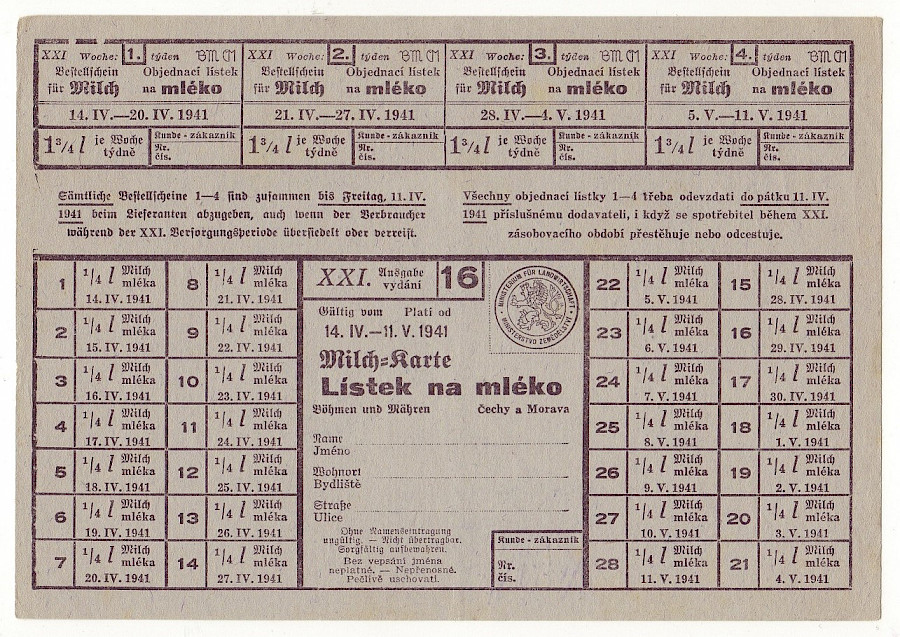 XXI Woche: 1. týden BM ČM
Bestellschein Objednací lístek
für Milch na mléko
14. IV.—20. IV. 1941
1 3/4 l je Woche týdně
Kunde - zákazník
Nr.
čís.
XXI Woche: 2. týden BM ČM
Bestellschein Objednací lístek
für Milch na mléko
21. IV.—27. IV. 1941
1 3/4 l je Woche týdně
Kunde - zákazník
Nr.
čís.
XXI Woche: 3. týden BM ČM
Bestellschein Objednací lístek
für Milch na mléko
28. IV.—4. V. 1941
1 3/4 l je Woche týdně
Kunde - zákazník
Nr.
čís.
XXI Woche: 4. týden BM ČM
Bestellschein Objednací lístek
für Milch na mléko
5. V.—11. V. 1941
1 3/4 l je Woche týdně
Kunde - zákazník
Nr.
čís.
Sämtliche Bestellscheine 1—4 sind zusammen bis Freitag, 11. IV.
1941 beim Lieferanten abzugeben, auch wenn der Verbraucher
während der XXI. Versorgungsperiode übersiedelt oder verreist.
Všechny objednací lístky 1—4 třeba odevzdati do pátku 11. IV.
1941 příslušnému dodavateli, i když se spotřebitel během XXI.
zásobovacího období přestěhuje nebo odcestuje.
1 1/4 l Milch mléka 14. IV. 1941
2 1/4 l Milch mléka 15. IV. 1941
3 1/4 l Milch mléka 16. IV. 1941
4 1/4 l Milch mléka 17. IV. 1941
5 1/4 l Milch mléka 18. IV. 1941
6 1/4 l Milch mléka 19. IV. 1941
7 1/4 l Milch mléka 20. IV. 1941
8 1/4 l Milch mléka 21. IV. 1941
9 1/4 l Milch mléka 22. IV. 1941
10 1/4 l Milch mléka 23. IV. 1941
11 1/4 l Milch mléka 24. IV. 1941
12 1/4 l Milch mléka 25. IV. 1941
13 1/4 l Milch mléka 26. IV. 1941
14 1/4 l Milch mléka 27. IV. 1941
XXI. Ausgabe vydání 16
MINISTERIUM FÜR LANDWIRTSCHAFT
MINISTERSTVO ZEMĚDĚLSTVÍ
Gültig vom Platí od
14. IV.—11. V. 1941
Milch=Karte
Lístek na mléko
Böhmen und Mähren Čechy a Morava
Name
Jméno
Wohnort
Bydliště
Straße
Ulice
Ohne Namenseintragung
ungültig. — Nicht übertragbar.
Sorgfältig aufbewahren.
Bez vepsání jména
neplatné. — Nepřenosné.
Pečlivě uschovati.
Kunde - zákazník
Nr.
čís.
22 1/4 l Milch mléka 5. V. 1941
23 1/4 l Milch mléka 6. V. 1941
24 1/4 l Milch mléka 7. V. 1941
25 1/4 l Milch mléka 8. V. 1941
26 1/4 l Milch mléka 9. V. 1941
27 1/4 l Milch mléka 10. V. 1941
28 1/4 l Milch mléka 11. V. 1941
15 1/4 l Milch mléka 28. IV. 1941
16 1/4 l Milch mléka 29. IV. 1941
17 1/4 l Milch mléka 30. IV. 1941
18 1/4 l Milch mléka 1. V. 1941
19 1/4 l Milch mléka 2. V. 1941
20 1/4 l Milch mléka 3. V. 1941
21 1/4 l Milch mléka 4. V. 1941